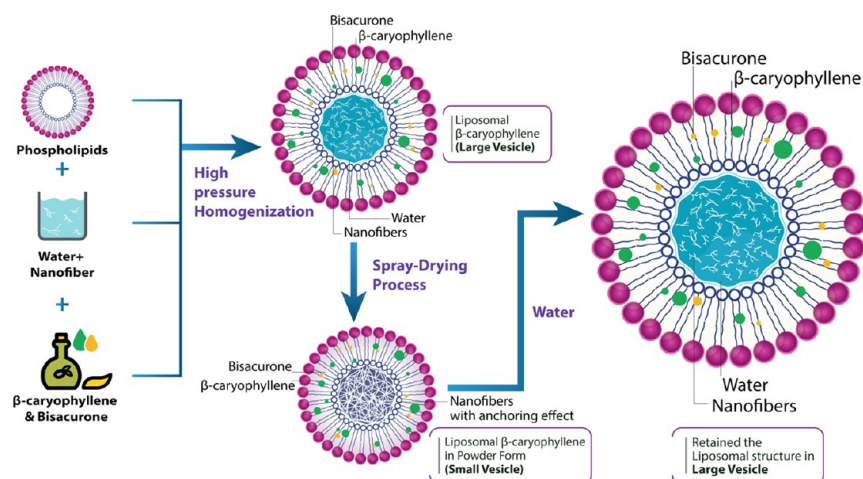 Phospholipids
+
Water+
Nanofiber
+
β-caryophyllene
& Bisacurone
High
pressure
Homogenization
Bisacurone
β-caryophyllene
Liposomal
β-caryophyllene
(Large Vesicle)
Water
Nanofibers
Spray-Drying
Process
Bisacurone
β-caryophyllene
Nanofibers
with anchoring effect
Liposomal β-caryophyllene
in Powder Form
(Small Vesicle)
Water
Bisacurone
β-caryophyllene
Water
Nanofibers
Retained the
Liposomal structure in
Large Vesicle